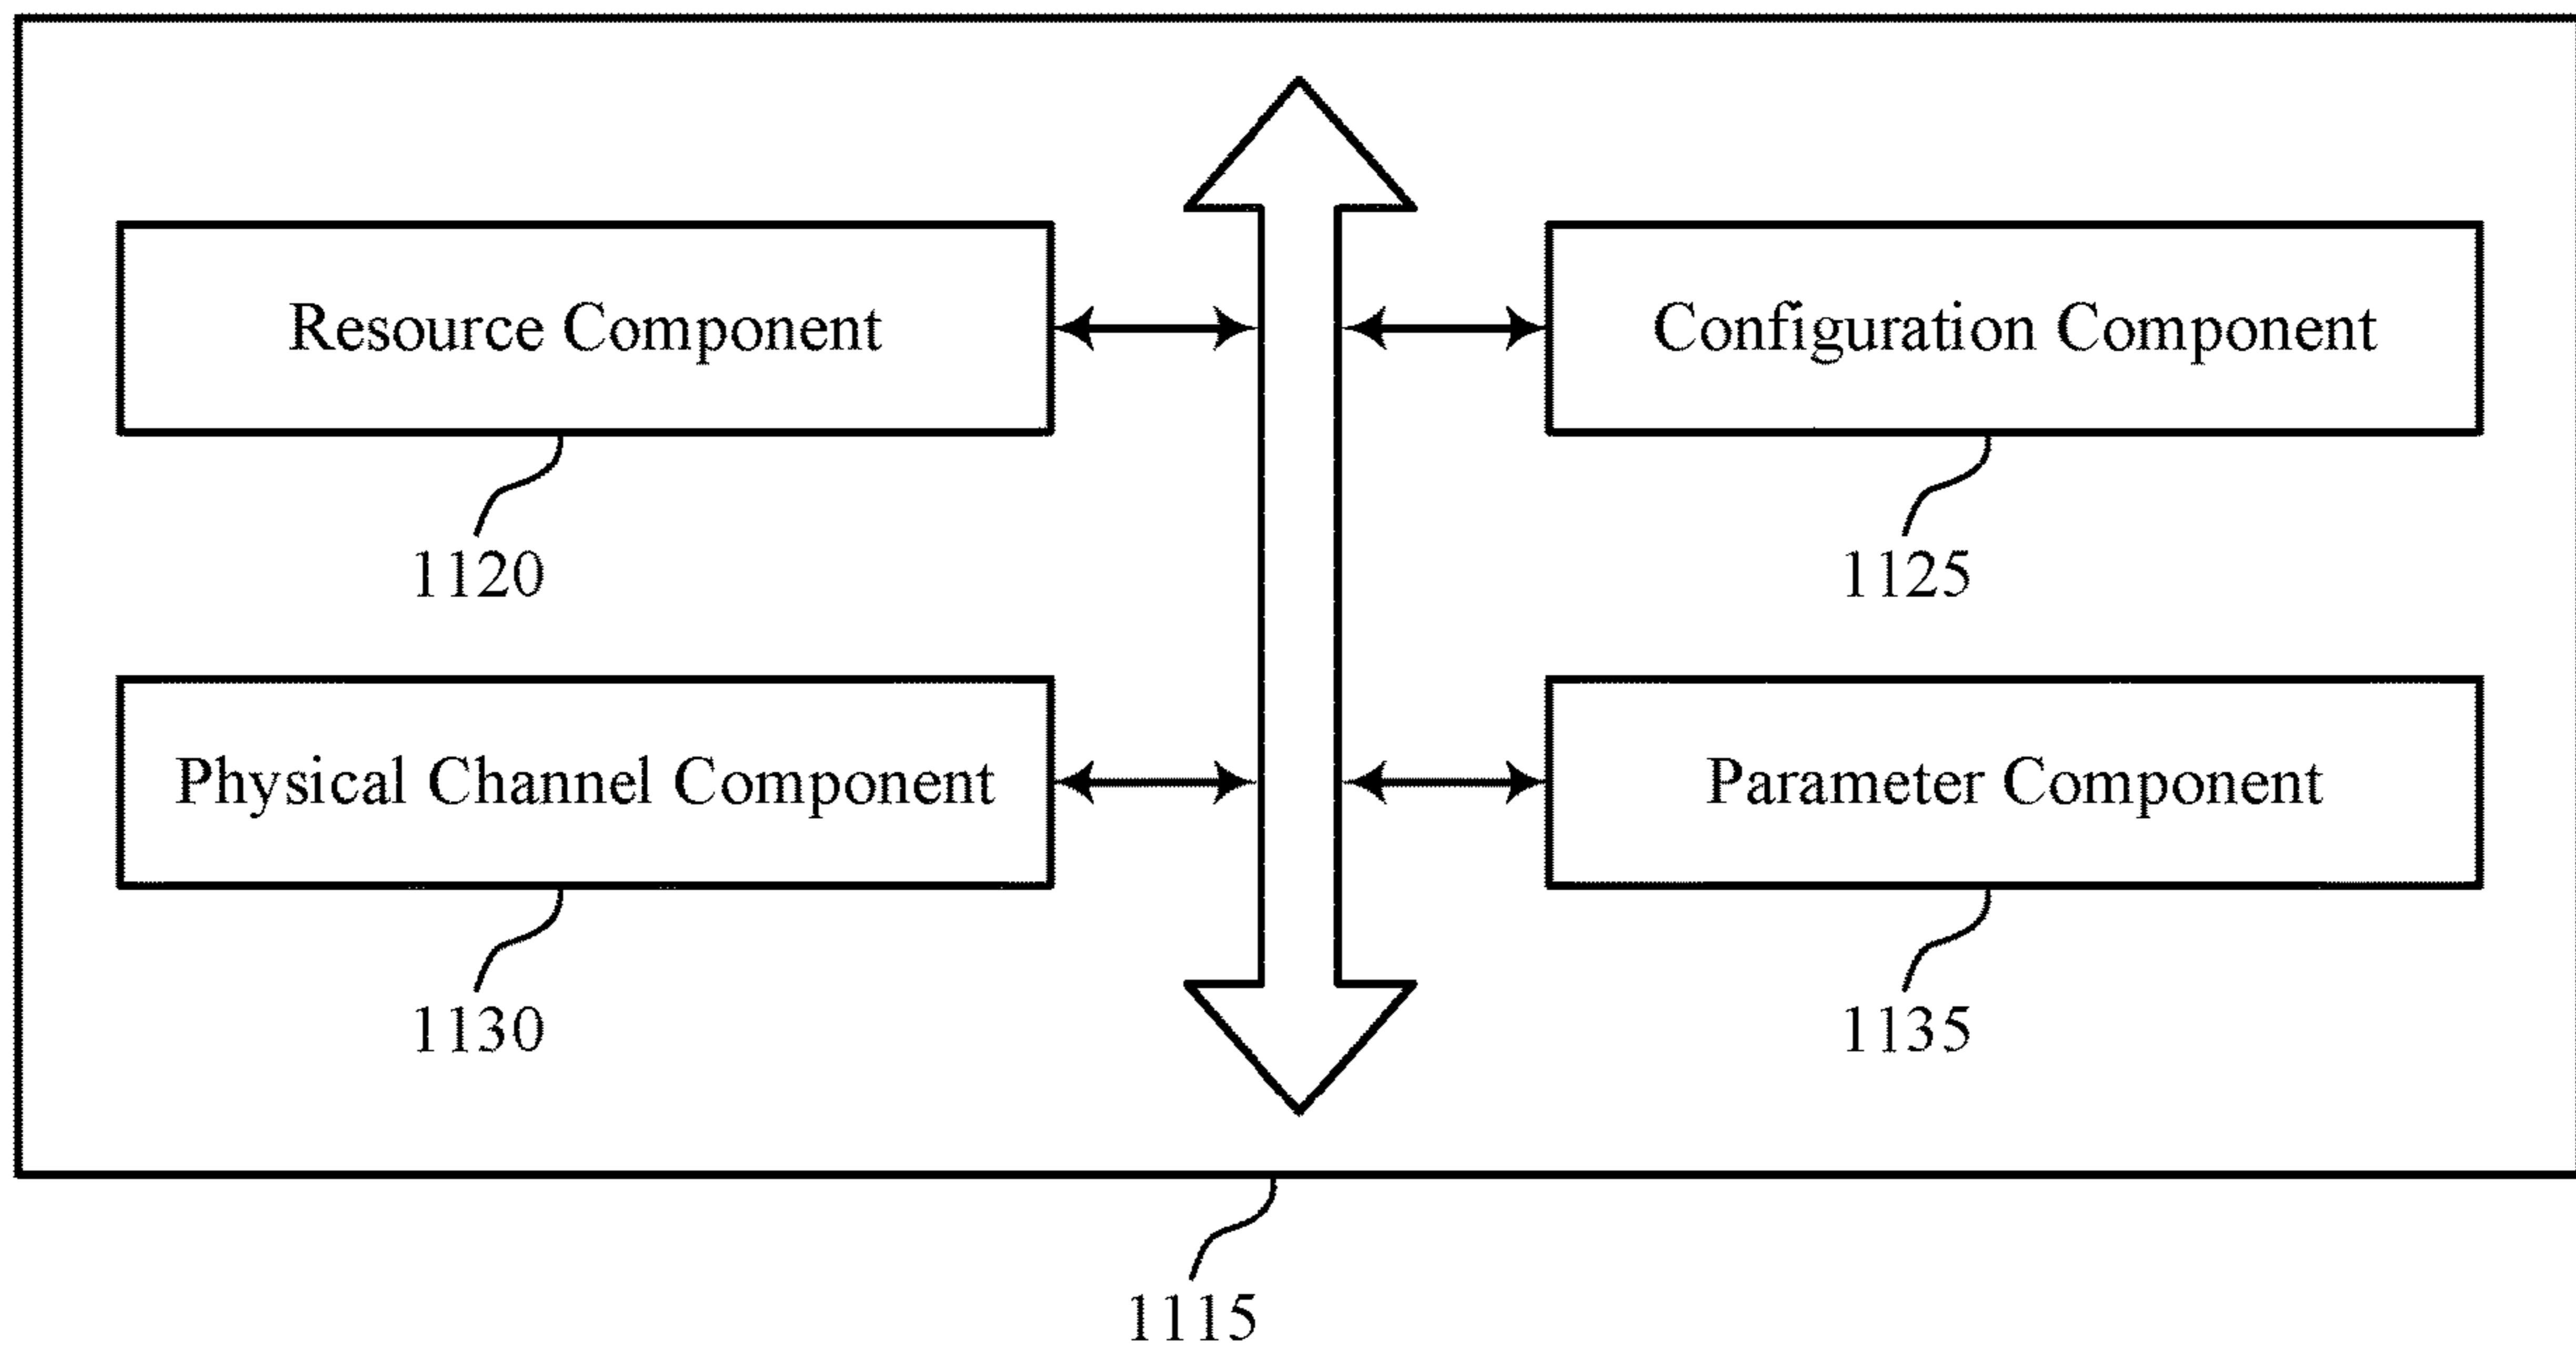 Resource Component
Configuration Component
1120
1125
Physical Channel Component
Parameter Component
1130
1135
1115